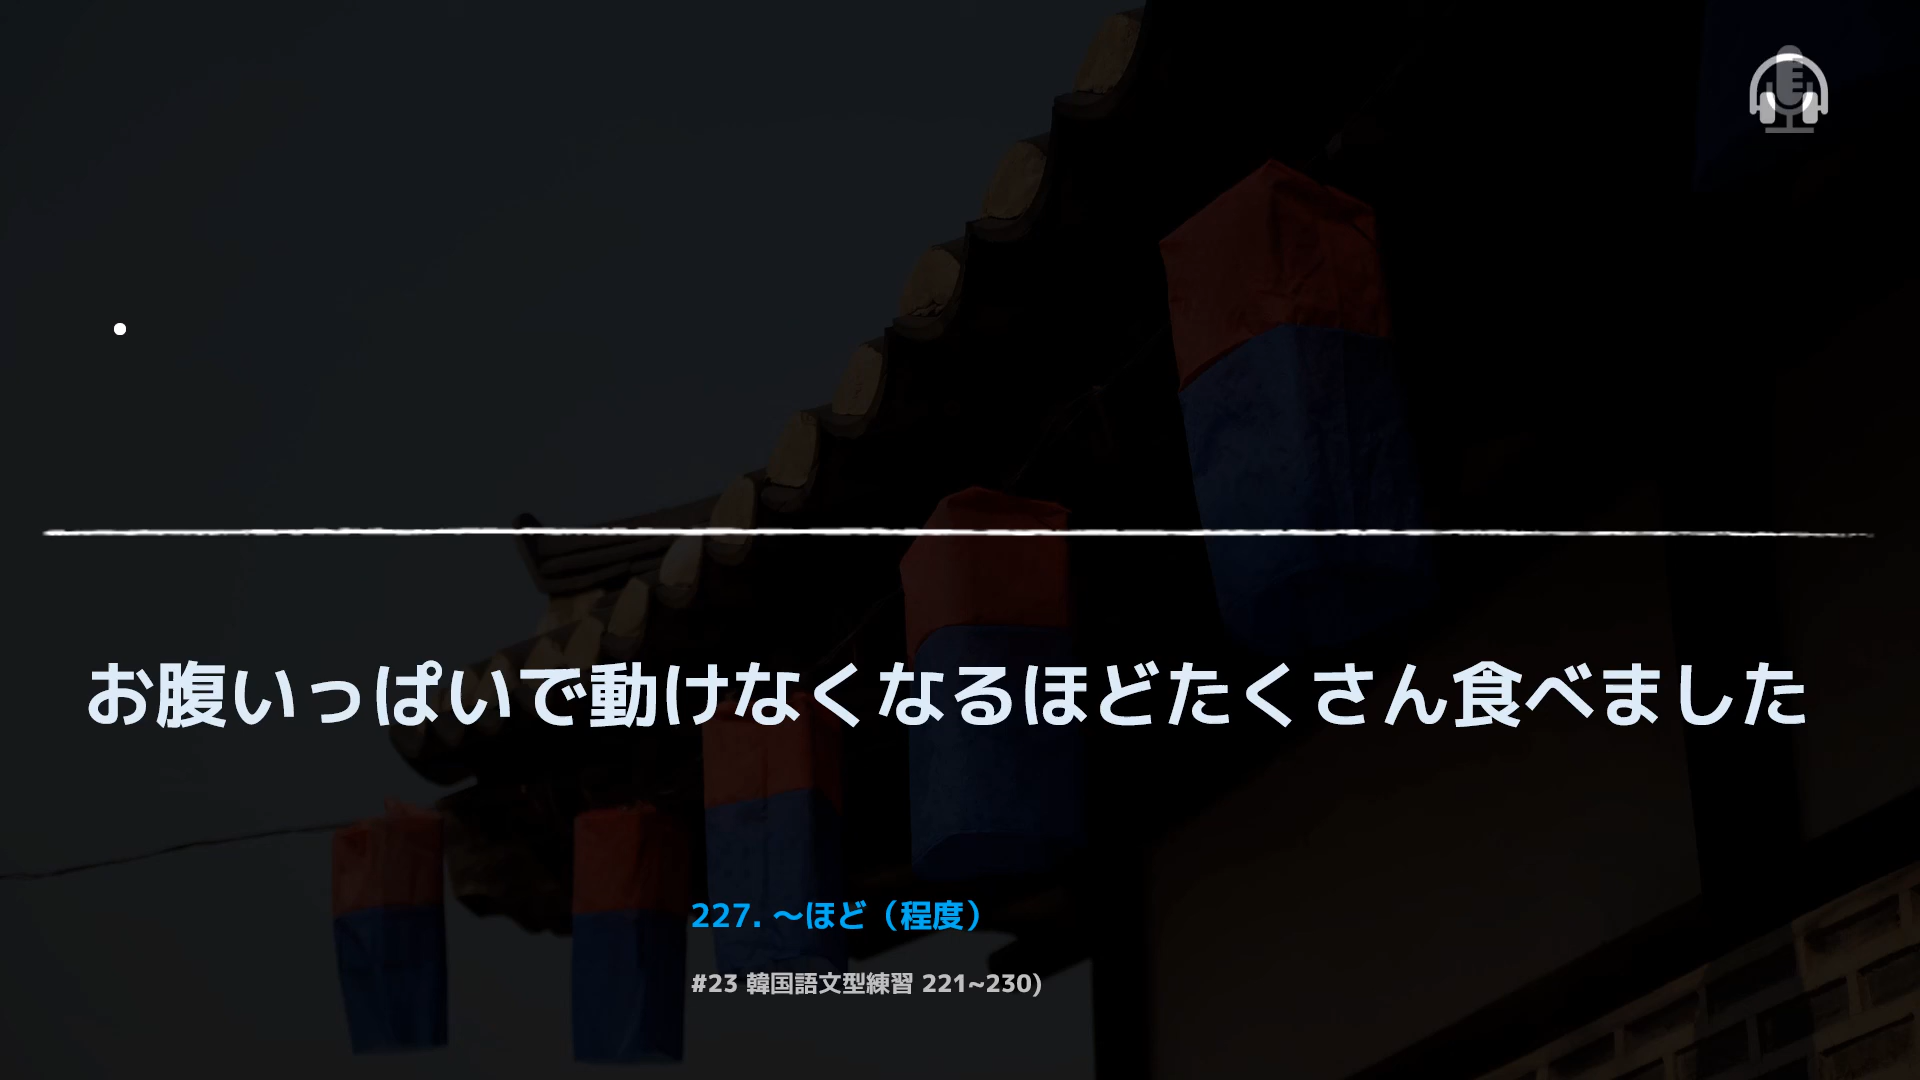 お腹いっぱいで動けなくなるほどたくさん食べました
227. ～ほど（程度）
#23 韓国語文型練習 221~230)